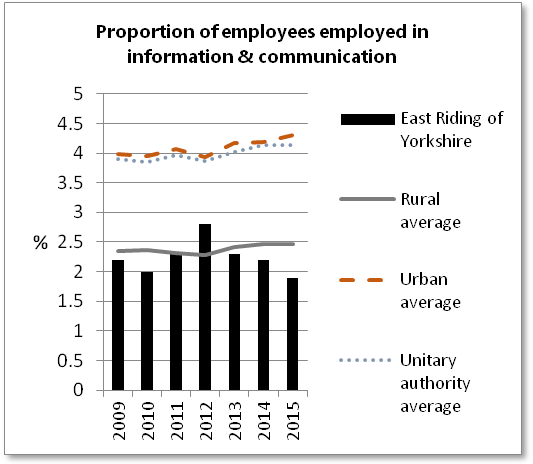 Proportion of employees employed in
information & communication
5
4.5
4
3.5
3
2.5
2
1.5
1
0.5
0
%
2009
2010
2011
2012
2013
2014
2015
East Riding of
Yorkshire
Rural
average
Urban
average
Unitary
authority
average